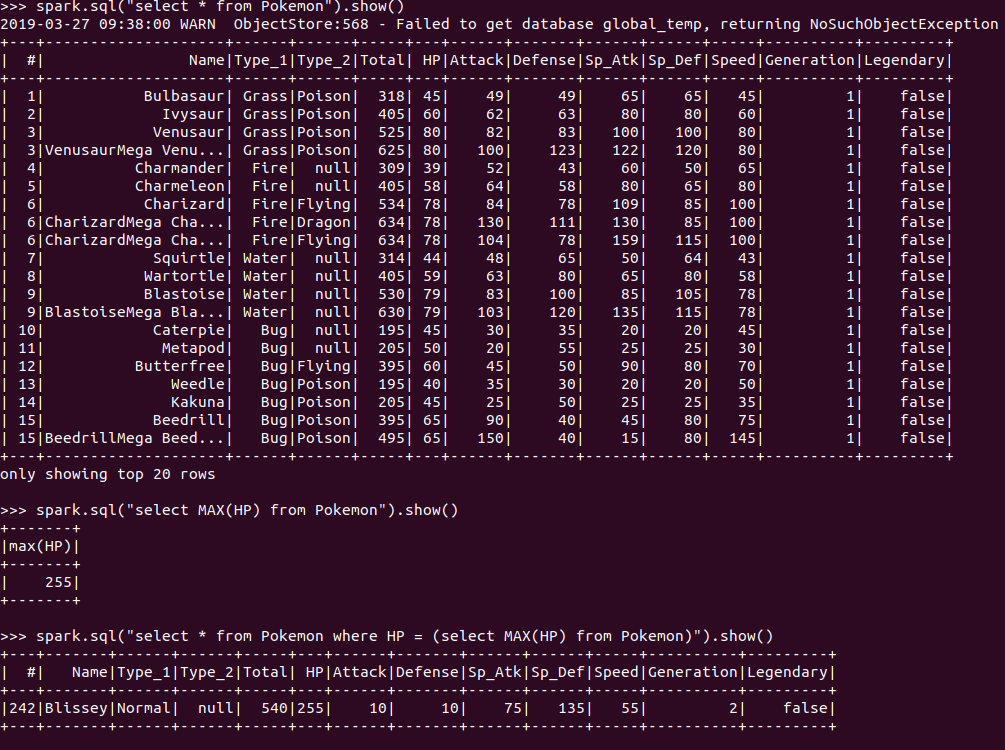 >>> spark.sql("select * from Pokemon").show()
2019-03-27 09:38:00 WARN  ObjectStore:568 - Failed to get database global_temp, returning NoSuchObjectException
+---+--------------------+------+------+-----+---+------+-------+------+------+-----+----------+---------+
|  #|                Name|Type_1|Type_2|Total| HP|Attack|Defense|Sp_Atk|Sp_Def|Speed|Generation|Legendary|
+---+--------------------+------+------+-----+---+------+-------+------+------+-----+----------+---------+
|  1|           Bulbasaur| Grass|Poison|  318| 45|    49|     49|    65|    65|   45|         1|    false|
|  2|             Ivysaur| Grass|Poison|  405| 60|    62|     63|    80|    80|   60|         1|    false|
|  3|            Venusaur| Grass|Poison|  525| 80|    82|     83|   100|   100|   80|         1|    false|
|  3|VenusaurMega Venu...| Grass|Poison|  625| 80|   100|    123|   122|   120|   80|         1|    false|
|  4|          Charmander|  Fire|  null|  309| 39|    52|     43|    60|    50|   65|         1|    false|
|  5|          Charmeleon|  Fire|  null|  405| 58|    64|     58|    80|    65|   80|         1|    false|
|  6|           Charizard|  Fire|Flying|  534| 78|    84|     78|   109|    85|  100|         1|    false|
|  6|CharizardMega Cha...|  Fire|Dragon|  634| 78|   130|    111|   130|    85|  100|         1|    false|
|  6|CharizardMega Cha...|  Fire|Flying|  634| 78|   104|     78|   159|   115|  100|         1|    false|
|  7|            Squirtle| Water|  null|  314| 44|    48|     65|    50|    64|   43|         1|    false|
|  8|           Wartortle| Water|  null|  405| 59|    63|     80|    65|    80|   58|         1|    false|
|  9|           Blastoise| Water|  null|  530| 79|    83|    100|    85|   105|   78|         1|    false|
|  9|BlastoiseMega Bla...| Water|  null|  630| 79|   103|    120|   135|   115|   78|         1|    false|
| 10|            Caterpie|   Bug|  null|  195| 45|    30|     35|    20|    20|   45|         1|    false|
| 11|             Metapod|   Bug|  null|  205| 50|    20|     55|    25|    25|   30|         1|    false|
| 12|          Butterfree|   Bug|Flying|  395| 60|    45|     50|    90|    80|   70|         1|    false|
| 13|              Weedle|   Bug|Poison|  195| 40|    35|     30|    20|    20|   50|         1|    false|
| 14|              Kakuna|   Bug|Poison|  205| 45|    25|     50|    25|    25|   35|         1|    false|
| 15|            Beedrill|   Bug|Poison|  395| 65|    90|     40|    45|    80|   75|         1|    false|
| 15|BeedrillMega Beed...|   Bug|Poison|  495| 65|   150|     40|    15|    80|  145|         1|    false|
+---+--------------------+------+------+-----+---+------+-------+------+------+-----+----------+---------+
only showing top 20 rows
>>> spark.sql("select MAX(HP) from Pokemon").show()
+-------+
|max(HP)|
+-------+
|    255|
+-------+
>>> spark.sql("select * from Pokemon where HP = (select MAX(HP) from Pokemon)").show()
+---+-------+------+------+-----+---+------+-------+------+------+-----+----------+---------+
|  #|   Name|Type_1|Type_2|Total| HP|Attack|Defense|Sp_Atk|Sp_Def|Speed|Generation|Legendary|
+---+-------+------+------+-----+---+------+-------+------+------+-----+----------+---------+
|242|Blissey|Normal|  null|  540|255|    10|     10|    75|   135|   55|         2|    false|
+---+-------+------+------+-----+---+------+-------+------+------+-----+----------+---------+